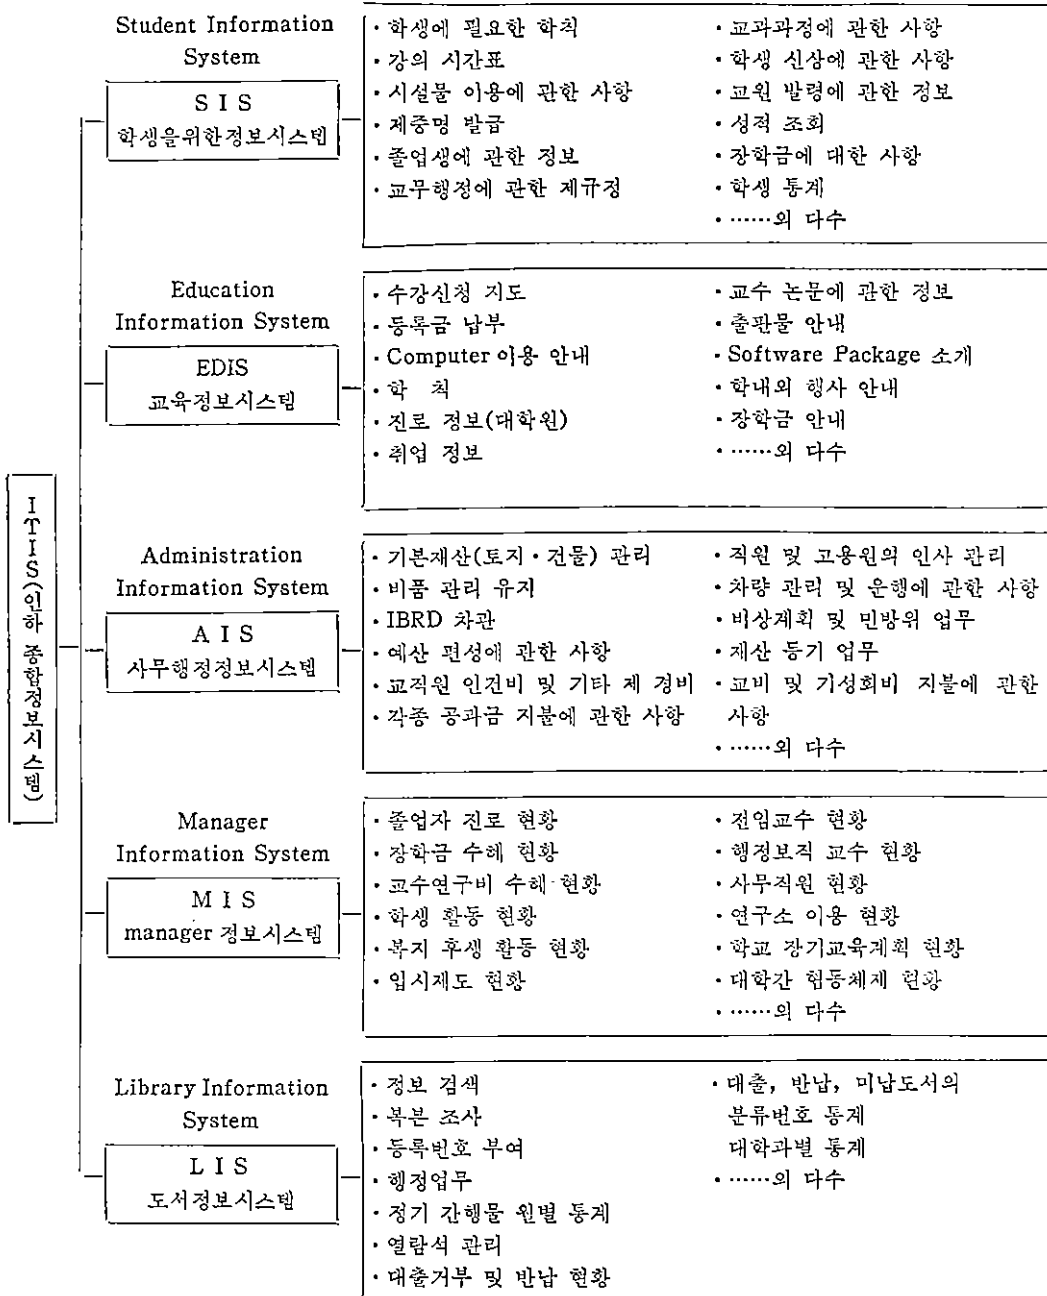 ITIS(인하 종합정보시스템)
Student Information
System
S I S
학생을위한정보시스템
· 학생에 필요한 학칙
· 강의 시간표
· 시설물 이용에 관한 사항
· 제증명 발급
· 졸업생에 관한 정보
· 교무행정에 관한 제규정
· 교과과정에 관한 사항
· 학생 신상에 관한 사항
· 교원 발령에 관한 정보
· 성적 조회
· 장학금에 대한 사항
· 학생 통계
· ……외 다수
Education
Information System
EDIS
교육정보시스템
· 수강신청 지도
· 등록금 납부
· Computer 이용 안내
· 학 칙
· 진로 정보(대학원)
· 취업 정보
· 교수 논문에 관한 정보
· 출판물 안내
· Software Package 소개
· 학내외 행사 안내
· 장학금 안내
· ……외 다수
Administration
Information System
A I S
사무행정정보시스템
· 기본재산(토지·건물) 관리
· 비품 관리 유지
· IBRD 차관
· 예산 편성에 관한 사항
· 교직원 인건비 및 기타 제 경비
· 각종 공과금 지불에 관한 사항
· 직원 및 고용원의 인사 관리
· 차량 관리 및 운행에 관한 사항
· 비상계획 및 민방위 업무
· 재산 등기 업무
· 교비 및 기성회비 지불에 관한
사항
· ……외 다수
Manager
Information System
M I S
manager 정보시스템
· 졸업자 진로 현황
· 장학금 수혜 현황
· 교수연구비 수혜 현황
· 학생 활동 현황
· 복지 후생 활동 현황
· 입시제도 현황
· 전임교수 현황
· 행정보직 교수 현황
· 사무직원 현황
· 연구소 이용 현황
· 학교 장기교육계획 현황
· 대학간 협동체제 현황
· ……외 다수
Library Information
System
L I S
도서정보시스템
· 정보 검색
· 복본 조사
· 등록번호 부여
· 행정업무
· 정기 간행물 원별 통계
· 열람석 관리
· 대출거부 및 반납 현황
· 대출, 반납, 미납도서의
분류번호 통계
대학과별 통계
· ……외 다수